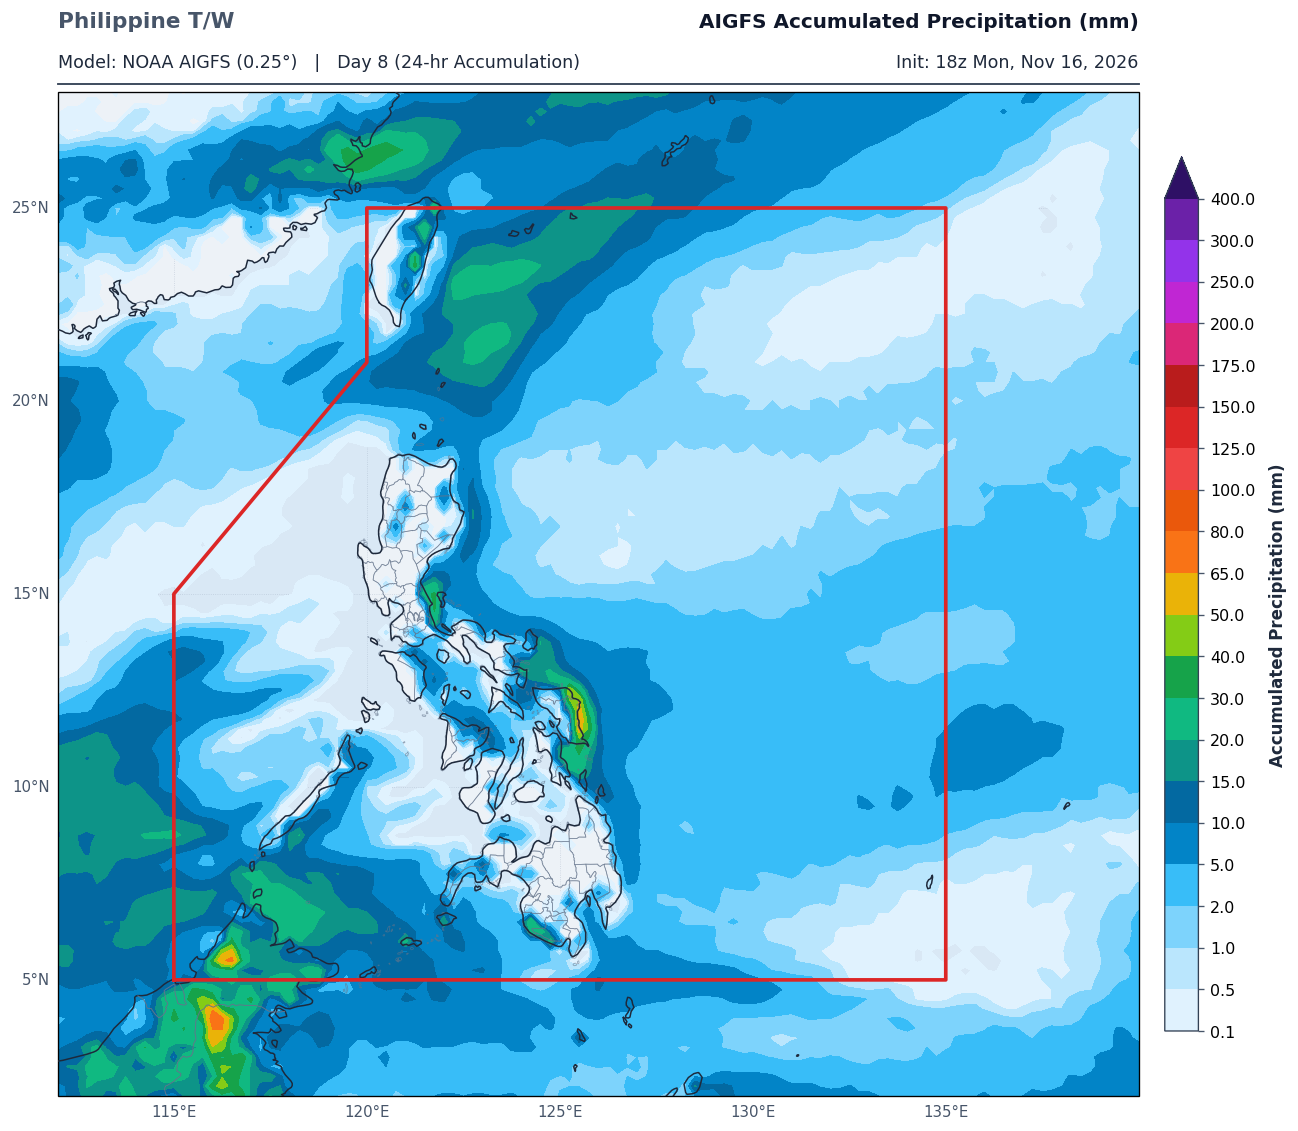 Philippine T/W
AIGFS Accumulated Precipitation (mm)
Model: NOAA AIGFS (0.25°)   |   Day 8 (24-hr Accumulation)
Init: 18z Mon, Nov 16, 2026
25°N
20°N
15°N
10°N
5°N
115°E
120°E
125°E
130°E
135°E
400.0
300.0
250.0
200.0
175.0
150.0
125.0
100.0
80.0
65.0
50.0
40.0
30.0
20.0
15.0
10.0
5.0
2.0
1.0
0.5
0.1
Accumulated Precipitation (mm)